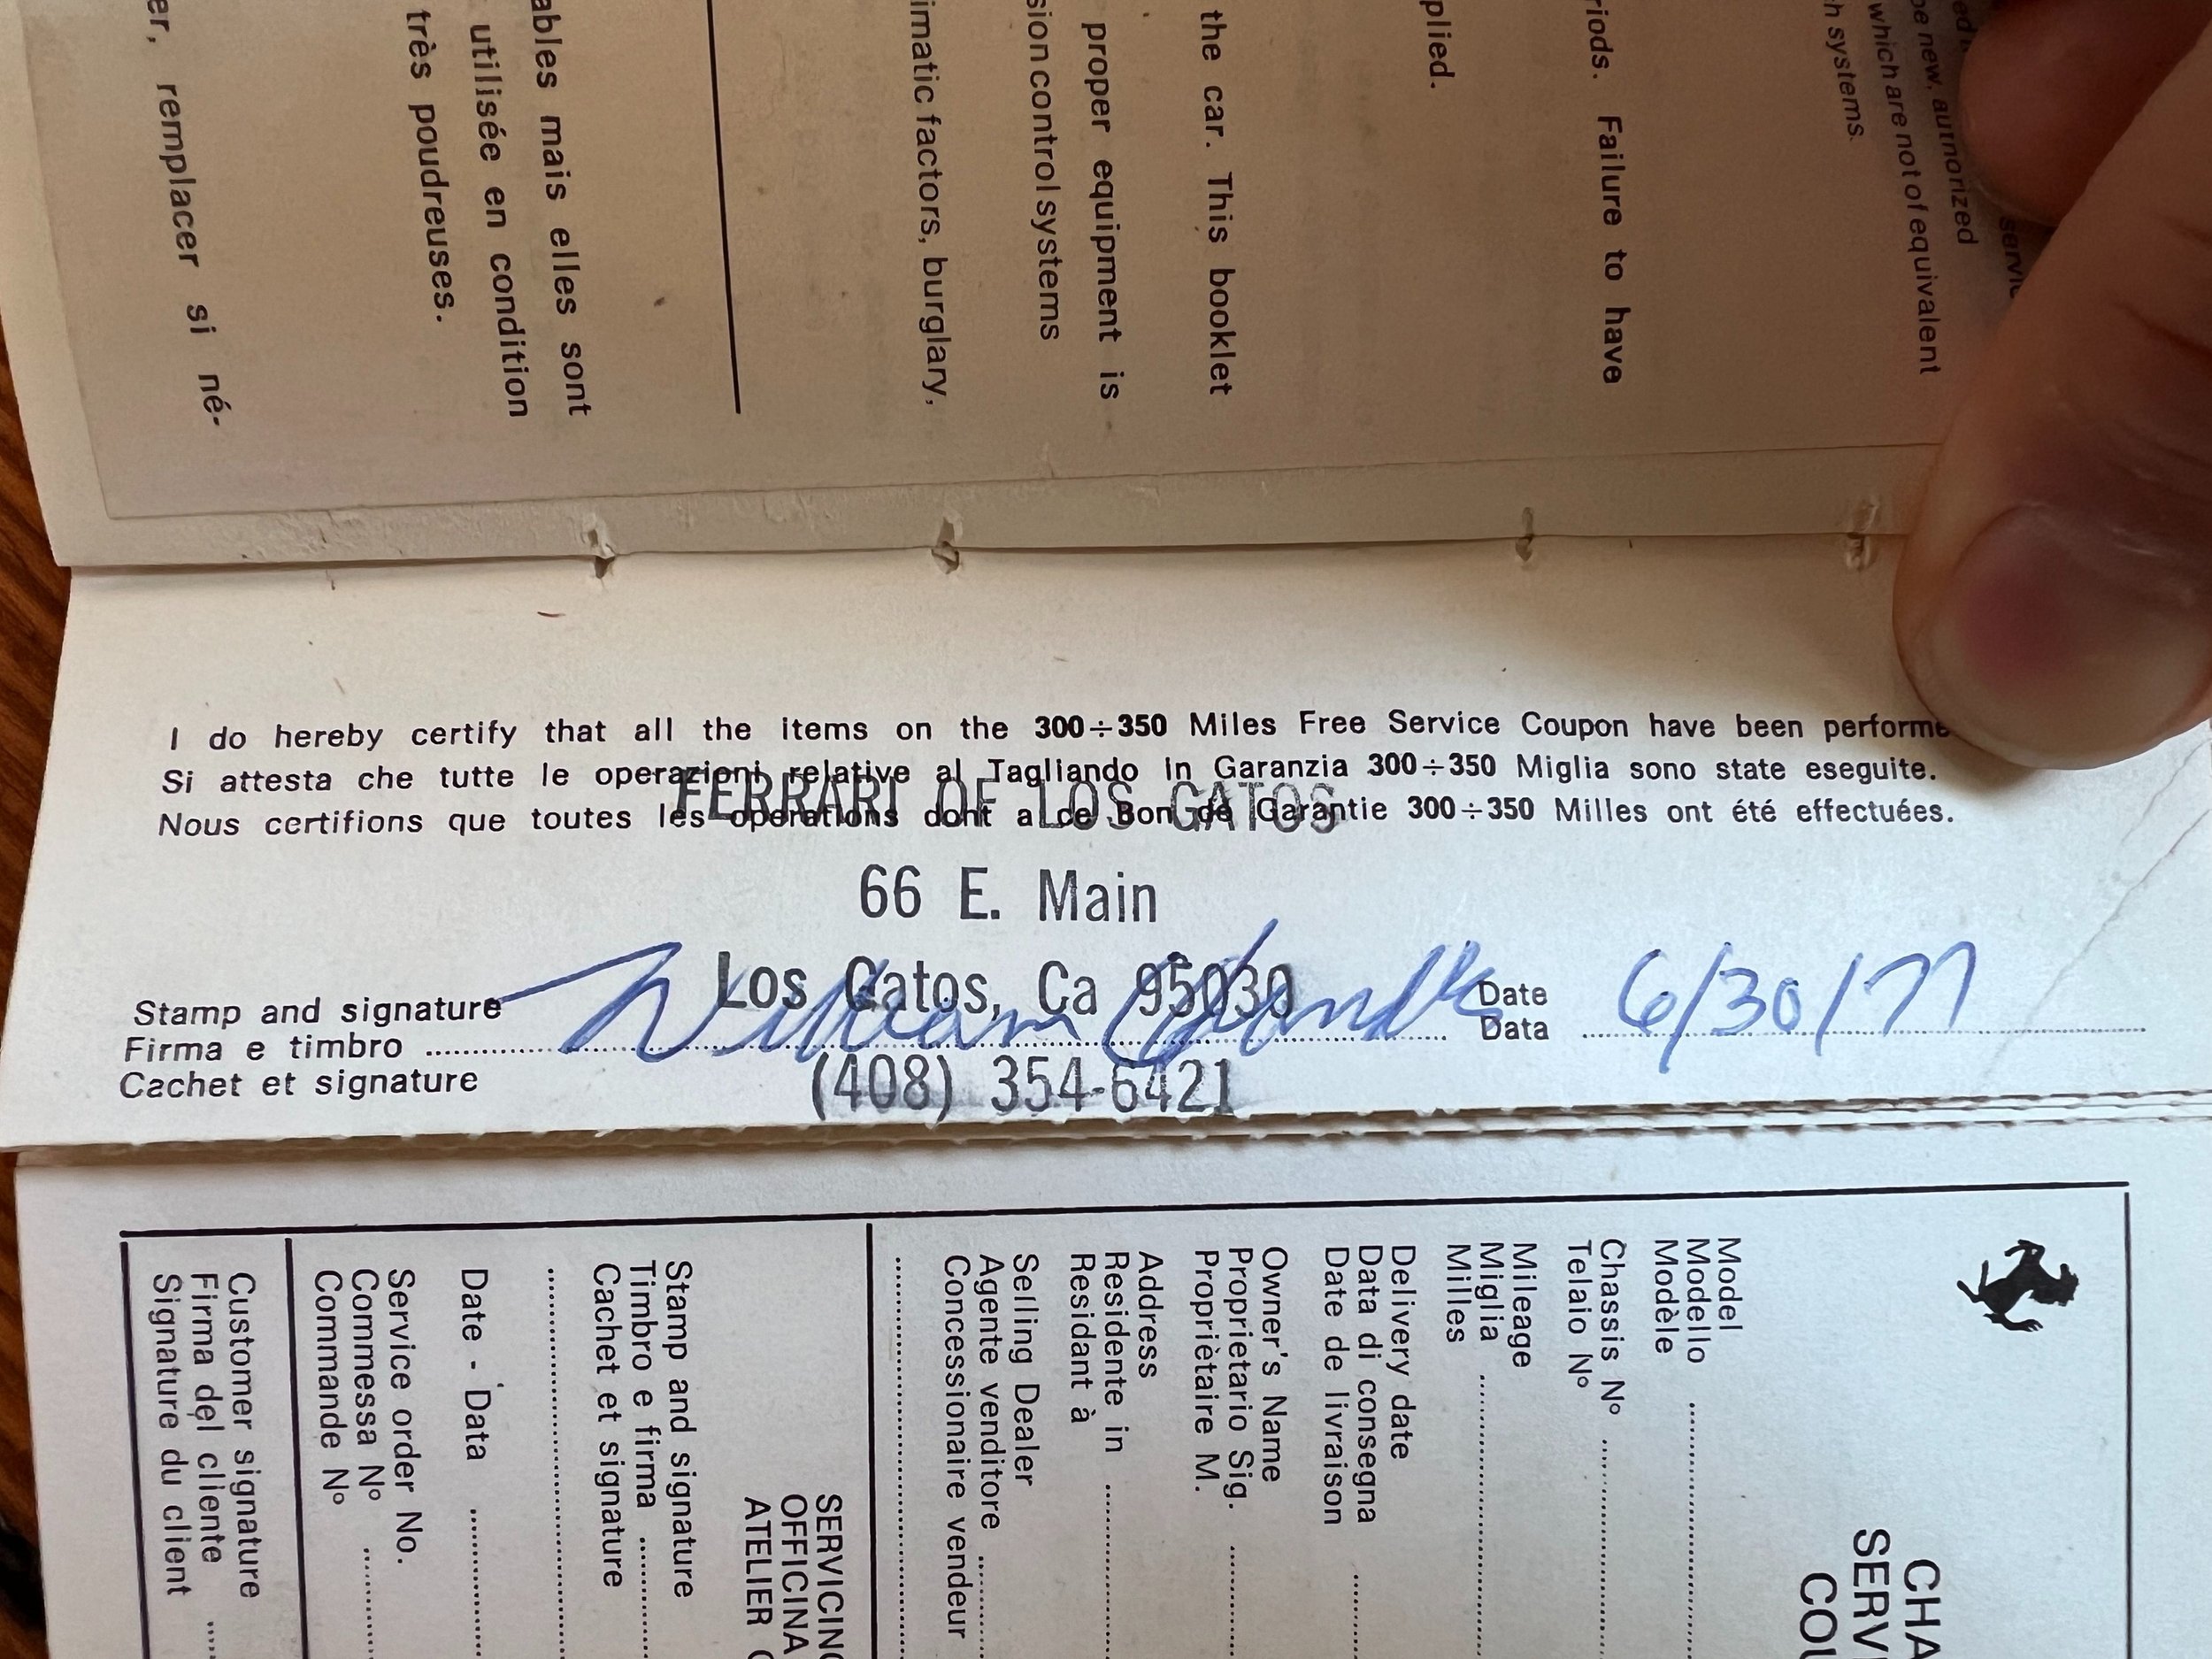 er, remplacer si né-
très poudreuses.
utilisée en condition
ables mais elles sont
imatic factors, burglary,
sion control systems
proper equipment is
the car. This booklet
plied.
riods. Failure to have
h systems.
which are not of equivalent
be new, authorized
I do hereby certify that all the items on the 300÷350 Miles Free Service Coupon have been performe
Si attesta che tutte le operazioni relative al Tagliando in Garanzia 300÷350 Miglia sono state eseguite.
Nous certifions que toutes les operations dont a ce Bon de Garantie 300÷350 Milles ont été effectuées.
FERRARI OF LOS GATOS
66 E. Main
Los Gatos, Ca 95030
(408) 354-6421
Stamp and signature
Firma e timbro
Cachet et signature
William
Date
Data
6/30/77
CHA
SERV
COU
Model
Modello
Modèle
Chassis N°
Telaio N°
Mileage
Miglia
Milles
Delivery date
Data di consegna
Date de livraison
Owner's Name
Proprietario Sig.
Propriètaire M.
Address
Residente in
Residant à
Selling Dealer
Agente venditore
Concessionaire vendeur
SERVICING
OFFICINA
ATELIER
Stamp and signature
Timbro e firma
Cachet et signature
Date - Data
Service order No.
Commessa N°
Commande N°
Customer signature
Firma del cliente
Signature du client